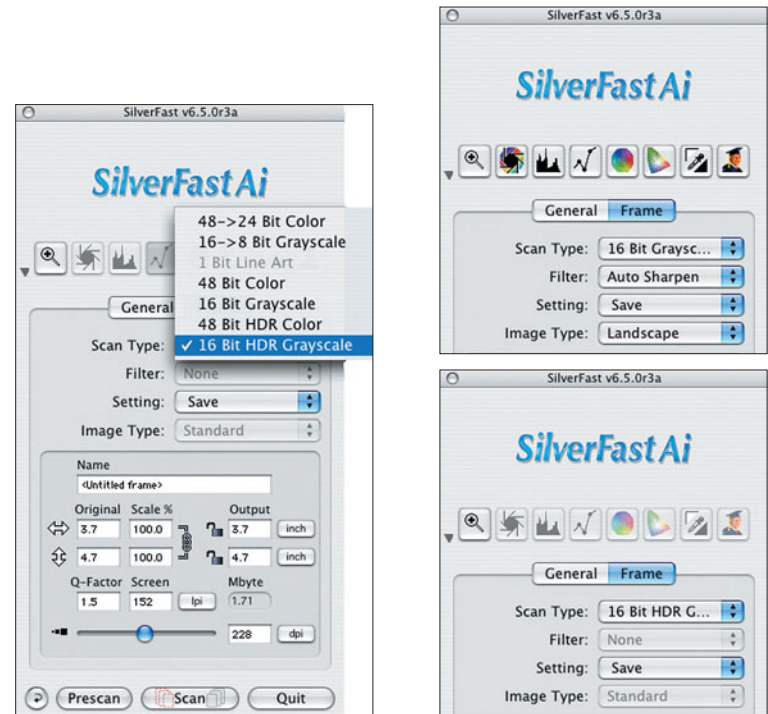 SilverFast v6.5.0r3a
SilverFast Ai
48->24 Bit Color
16->8 Bit Grayscale
1 Bit Line Art
48 Bit Color
16 Bit Grayscale
48 Bit HDR Color
✓ 16 Bit HDR Grayscale
General
Scan Type:
Filter: None
Setting: Save
Image Type: Standard
Name
<Untitled frame>
Original Scale % Output
3.7 100.0 3.7 inch
4.7 100.0 4.7 inch
Q-Factor Screen Mbyte
1.5 152 lpi 1.71
228 dpi
Prescan Scan Quit
SilverFast v6.5.0r3a
SilverFast Ai
General Frame
Scan Type: 16 Bit Graysc...
Filter: Auto Sharpen
Setting: Save
Image Type: Landscape
SilverFast v6.5.0r3a
SilverFast Ai
General Frame
Scan Type: 16 Bit HDR G...
Filter: None
Setting: Save
Image Type: Standard